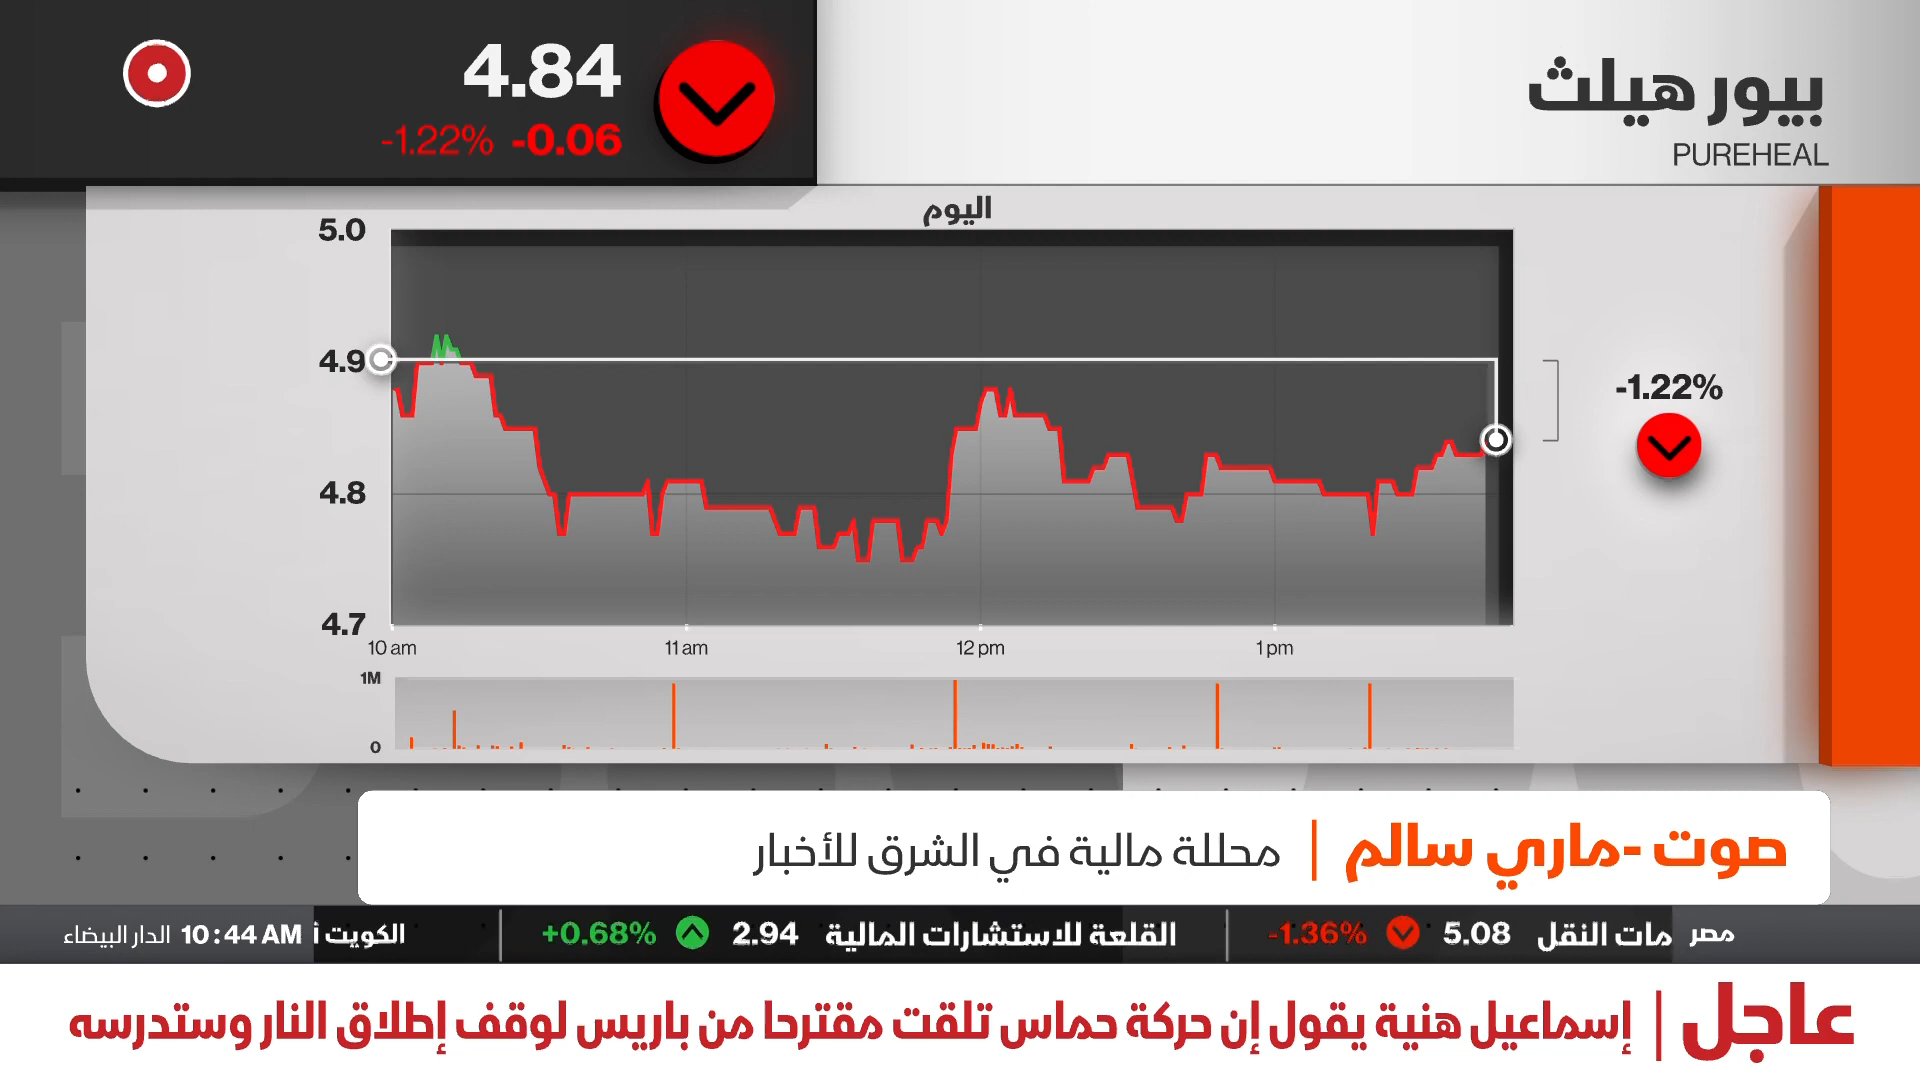 بيور هيلث
PUREHEAL
4.84
-1.22% -0.06
اليوم
5.0
4.9
4.8
4.7
10 am 11 am 12 pm 1 pm
-1.22%
1M
0
صوت -ماري سالم | محللة مالية في الشرق للأخبار
مصر مات النقل 5.08 -1.36% القلعة للاستشارات المالية 2.94 +0.68% الكويت أ
10:44 AM الدار البيضاء
عاجل | إسماعيل هنية يقول إن حركة حماس تلقت مقترحا من باريس لوقف إطلاق النار وستدرسه